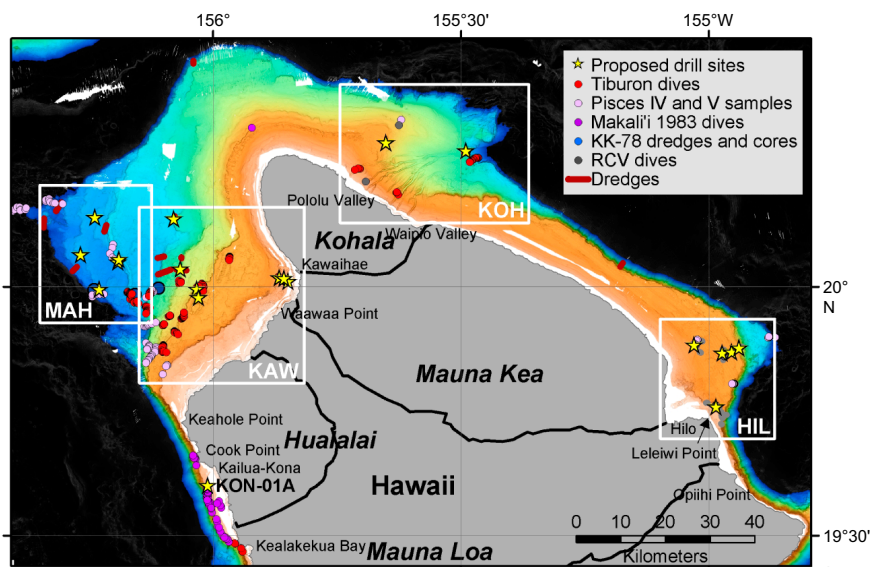 156°
155°30'
155°W
Proposed drill sites
Tiburon dives
Pisces IV and V samples
Makali'i 1983 dives
KK-78 dredges and cores
RCV dives
Dredges
Pololu Valley
KOH
Waipio Valley
Kohala
Kawaihae
20°
N
MAH
Waawaa Point
KAW
Mauna Kea
Keahole Point
Hualalai
Hilo
HIL
Cook Point
Leleiwi Point
Kailua-Kona
KON-01A
Hawaii
Opiihi Point
0 10 20 30 40
Kilometers
19°30'
Kealakekua Bay
Mauna Loa